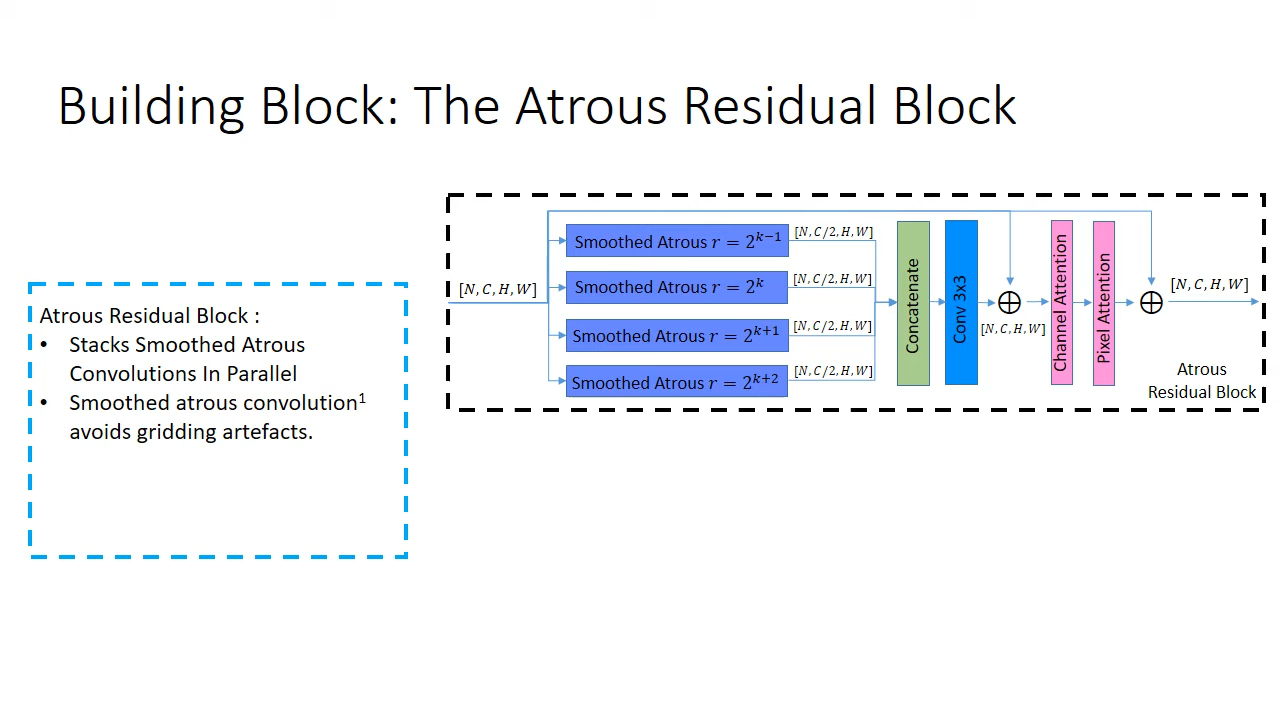 Building Block: The Atrous Residual Block
Atrous Residual Block :
• Stacks Smoothed Atrous
Convolutions In Parallel
• Smoothed atrous convolution¹
avoids gridding artefacts.
[N, C, H, W]
Smoothed Atrous r = 2^{k−1}
[N, C/2, H, W]
Smoothed Atrous r = 2^{k}
[N, C/2, H, W]
Smoothed Atrous r = 2^{k+1}
[N, C/2, H, W]
Smoothed Atrous r = 2^{k+2}
[N, C/2, H, W]
Concatenate
Conv 3x3
[N, C, H, W]
Channel Attention
Pixel Attention
[N, C, H, W]
Atrous
Residual Block